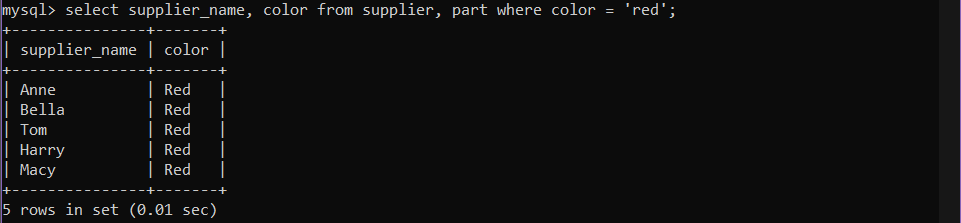 mysql> select supplier_name, color from supplier, part where color = 'red';
+---------------+-------+
| supplier_name | color |
+---------------+-------+
| Anne          | Red   |
| Bella         | Red   |
| Tom           | Red   |
| Harry         | Red   |
| Macy          | Red   |
+---------------+-------+
5 rows in set (0.01 sec)